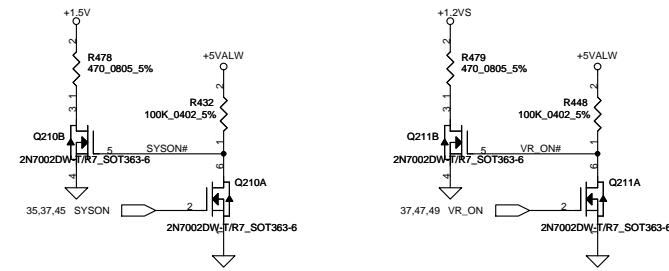 +1.5V
+1.2VS
2
R478
470_0805_5%
+5VALW
2
R479
470_0805_5%
+5VALW
1
2
R432
100K_0402_5%
1
2
R448
100K_0402_5%
3
1
3
1
Q210B
5
SYSON#
Q211B
5
VR_ON#
2N7002DW-T/R7_SOT363-6
6
2N7002DW-T/R7_SOT363-6
6
4
Q210A
4
Q211A
35,37,45 SYSON
2
37,47,49 VR_ON
2
2N7002DW-T/R7_SOT363-6
1
2N7002DW-T/R7_SOT363-6
1